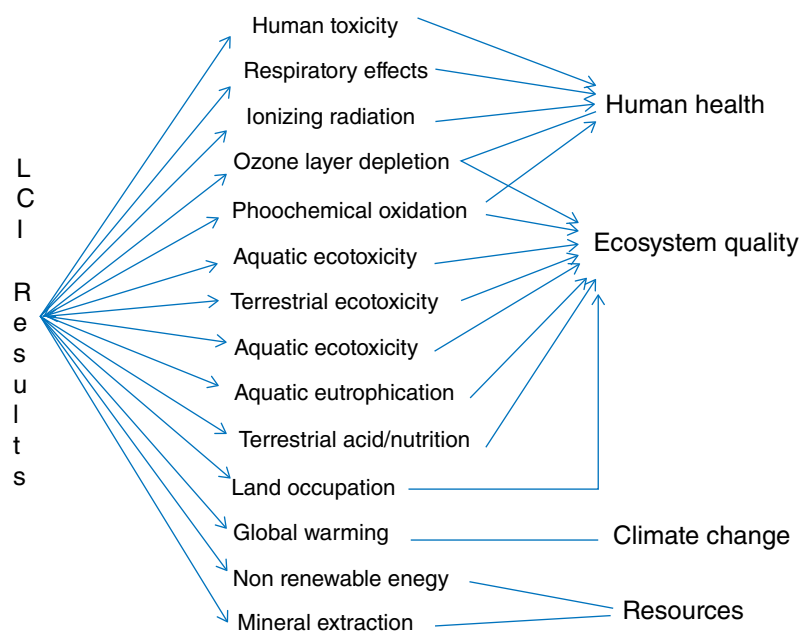 LCI Results
Human toxicity
Respiratory effects
Ionizing radiation
Ozone layer depletion
Phoochemical oxidation
Aquatic ecotoxicity
Terrestrial ecotoxicity
Aquatic ecotoxicity
Aquatic eutrophication
Terrestrial acid/nutrition
Land occupation
Global warming
Non renewable enegy
Mineral extraction
Human health
Ecosystem quality
Climate change
Resources